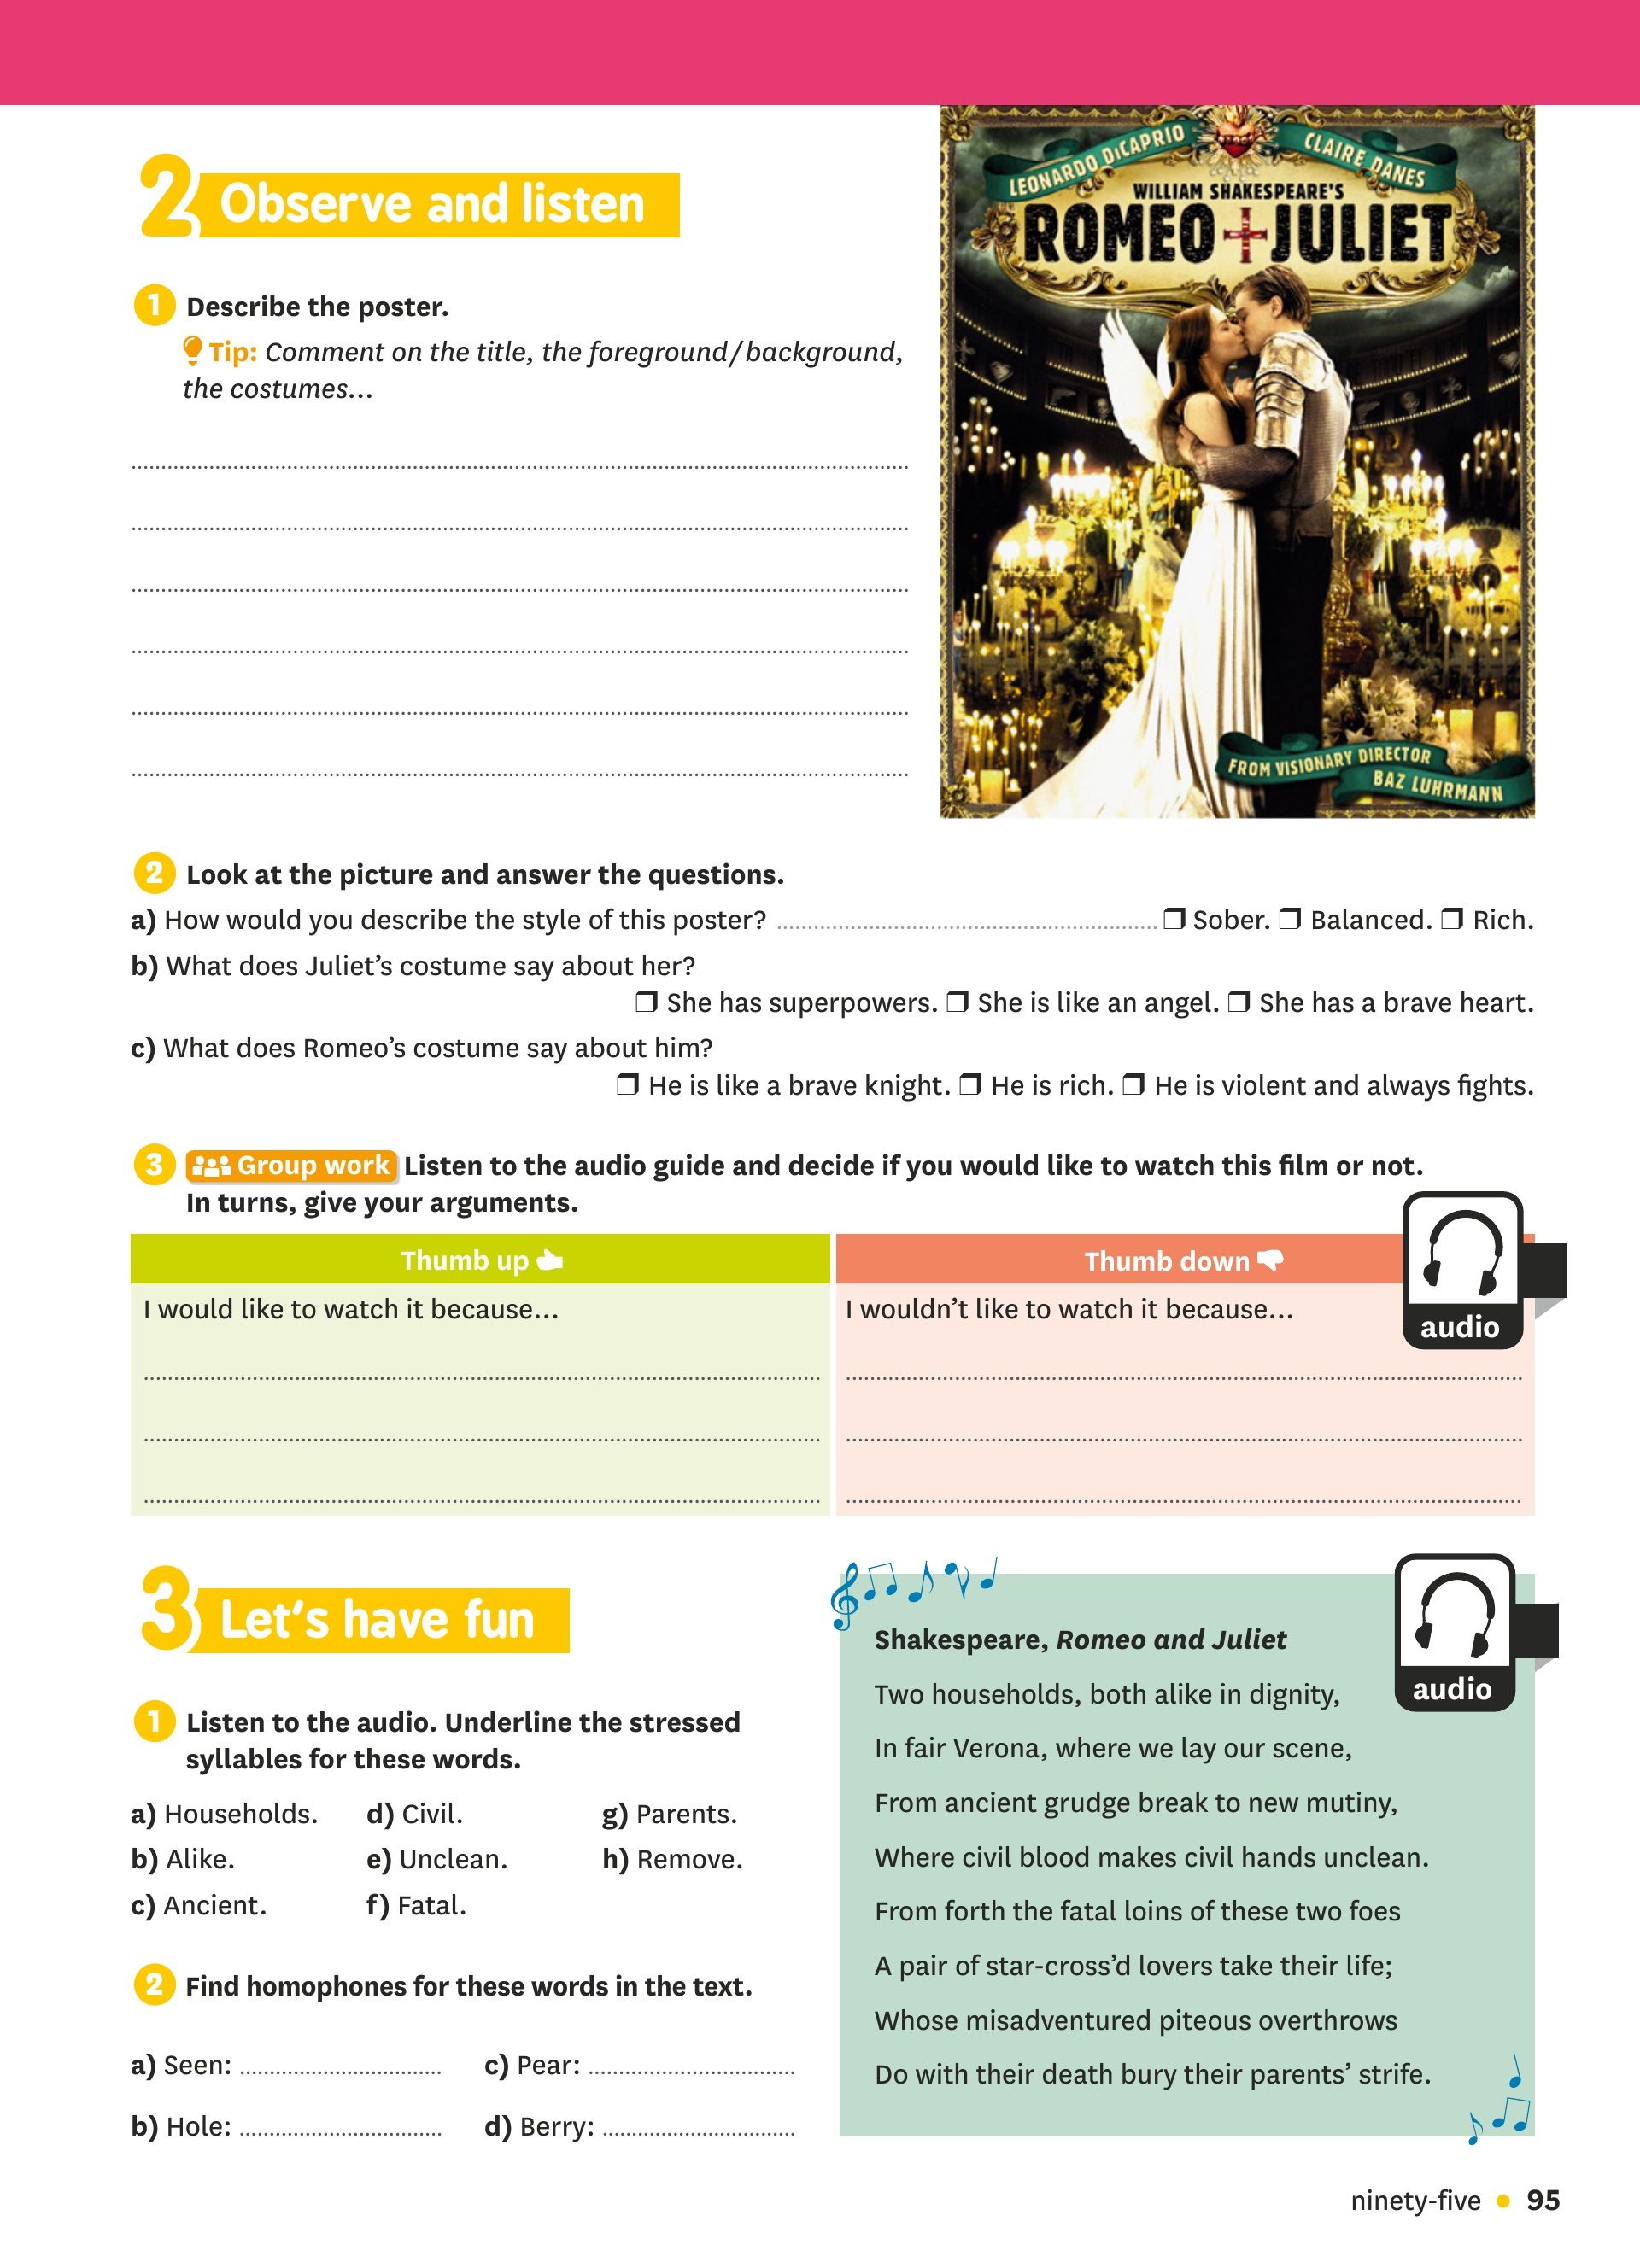 2 Observe and listen
1 Describe the poster.
Tip: Comment on the title, the foreground/background,
the costumes…
LEONARDO DiCAPRIO
CLAIRE DANES
WILLIAM SHAKESPEARE'S
ROMEO + JULIET
FROM VISIONARY DIRECTOR
BAZ LUHRMANN
2 Look at the picture and answer the questions.
a) How would you describe the style of this poster? ❒ Sober. ❒ Balanced. ❒ Rich.
b) What does Juliet's costume say about her?
❒ She has superpowers. ❒ She is like an angel. ❒ She has a brave heart.
c) What does Romeo's costume say about him?
❒ He is like a brave knight. ❒ He is rich. ❒ He is violent and always fights.
3 Group work Listen to the audio guide and decide if you would like to watch this film or not.
In turns, give your arguments.
Thumb up
I would like to watch it because…
Thumb down
I wouldn't like to watch it because…
audio
3 Let's have fun
1 Listen to the audio. Underline the stressed
syllables for these words.
a) Households. d) Civil. g) Parents.
b) Alike. e) Unclean. h) Remove.
c) Ancient. f) Fatal.
2 Find homophones for these words in the text.
a) Seen: c) Pear:
b) Hole: d) Berry:
audio
Shakespeare, Romeo and Juliet
Two households, both alike in dignity,
In fair Verona, where we lay our scene,
From ancient grudge break to new mutiny,
Where civil blood makes civil hands unclean.
From forth the fatal loins of these two foes
A pair of star-cross'd lovers take their life;
Whose misadventured piteous overthrows
Do with their death bury their parents' strife.
ninety-five • 95